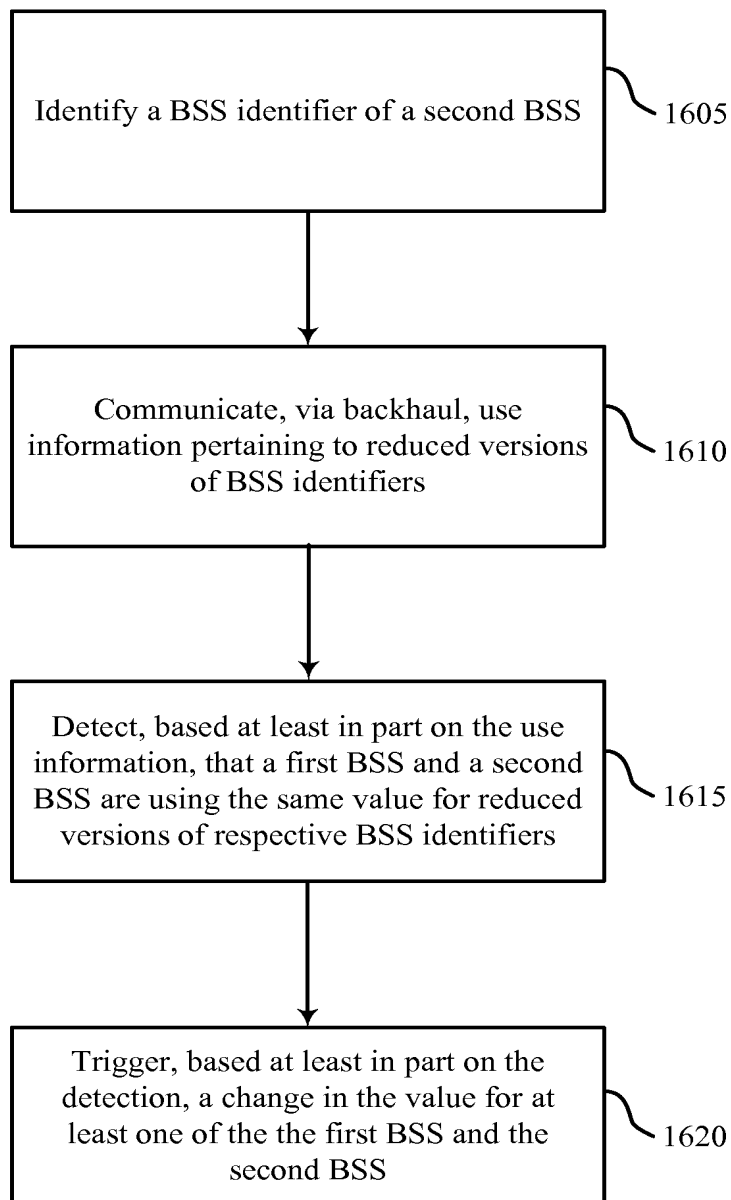 Identify a BSS identifier of a second BSS
1605
Communicate, via backhaul, use
information pertaining to reduced versions
of BSS identifiers
1610
Detect, based at least in part on the use
information, that a first BSS and a second
BSS are using the same value for reduced
versions of respective BSS identifiers
1615
Trigger, based at least in part on the
detection, a change in the value for at
least one of the the first BSS and the
second BSS
1620